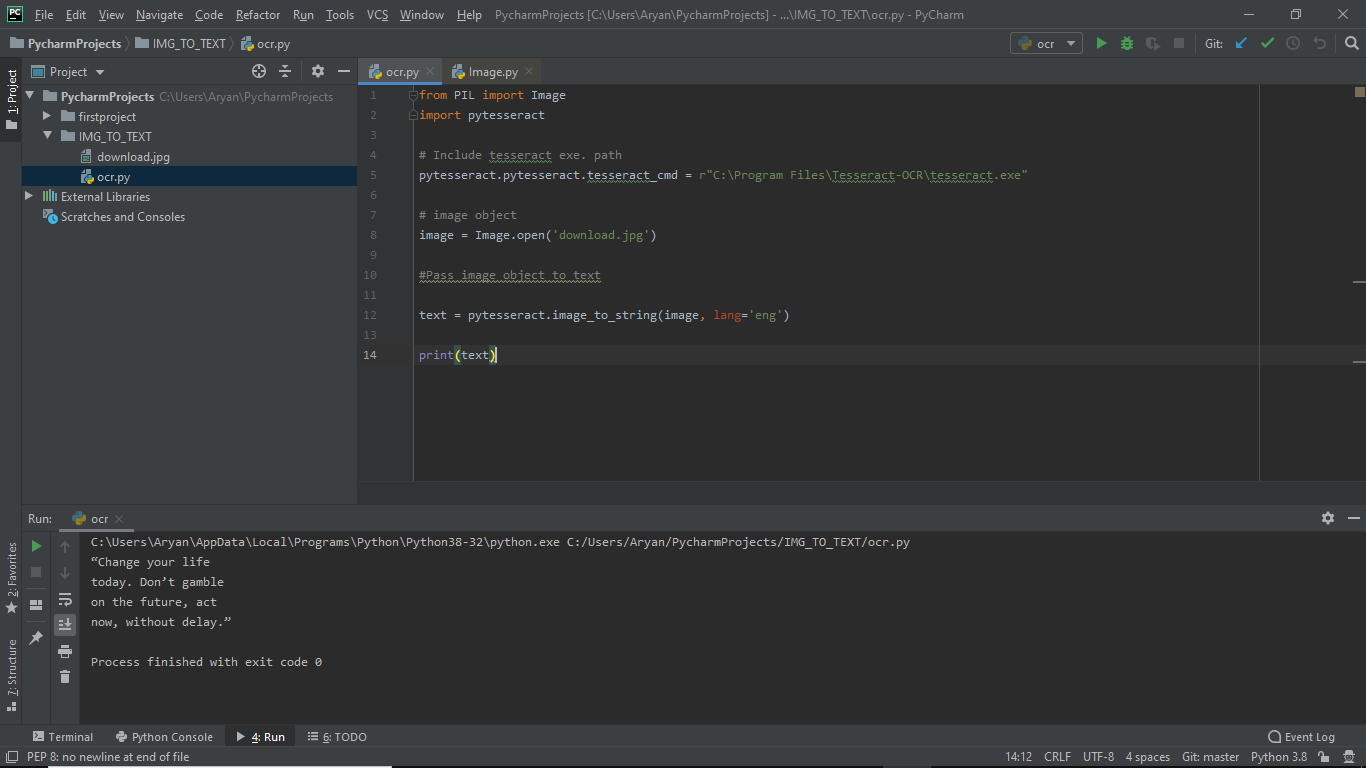 PC File Edit View Navigate Code Refactor Run Tools VCS Window Help PycharmProjects [C:\Users\Aryan\PycharmProjects] - ...\IMG_TO_TEXT\ocr.py - PyCharm
PycharmProjects IMG_TO_TEXT ocr.py ocr Git:
Project
ocr.py Image.py
1: Project
PycharmProjects C:\Users\Aryan\PycharmProjects
firstproject
IMG_TO_TEXT
download.jpg
ocr.py
External Libraries
Scratches and Consoles
1 from PIL import Image
2 import pytesseract
3
4 # Include tesseract exe. path
5 pytesseract.pytesseract.tesseract_cmd = r"C:\Program Files\Tesseract-OCR\tesseract.exe"
6
7 # image object
8 image = Image.open('download.jpg')
9
10 #Pass image object to text
11
12 text = pytesseract.image_to_string(image, lang='eng')
13
14 print(text)
Run: ocr
C:\Users\Aryan\AppData\Local\Programs\Python\Python38-32\python.exe C:/Users/Aryan/PycharmProjects/IMG_TO_TEXT/ocr.py
“Change your life
today. Don’t gamble
on the future, act
now, without delay.”
Process finished with exit code 0
2: Favorites
7: Structure
Terminal Python Console 4: Run 6: TODO Event Log
PEP 8: no newline at end of file 14:12 CRLF UTF-8 4 spaces Git: master Python 3.8